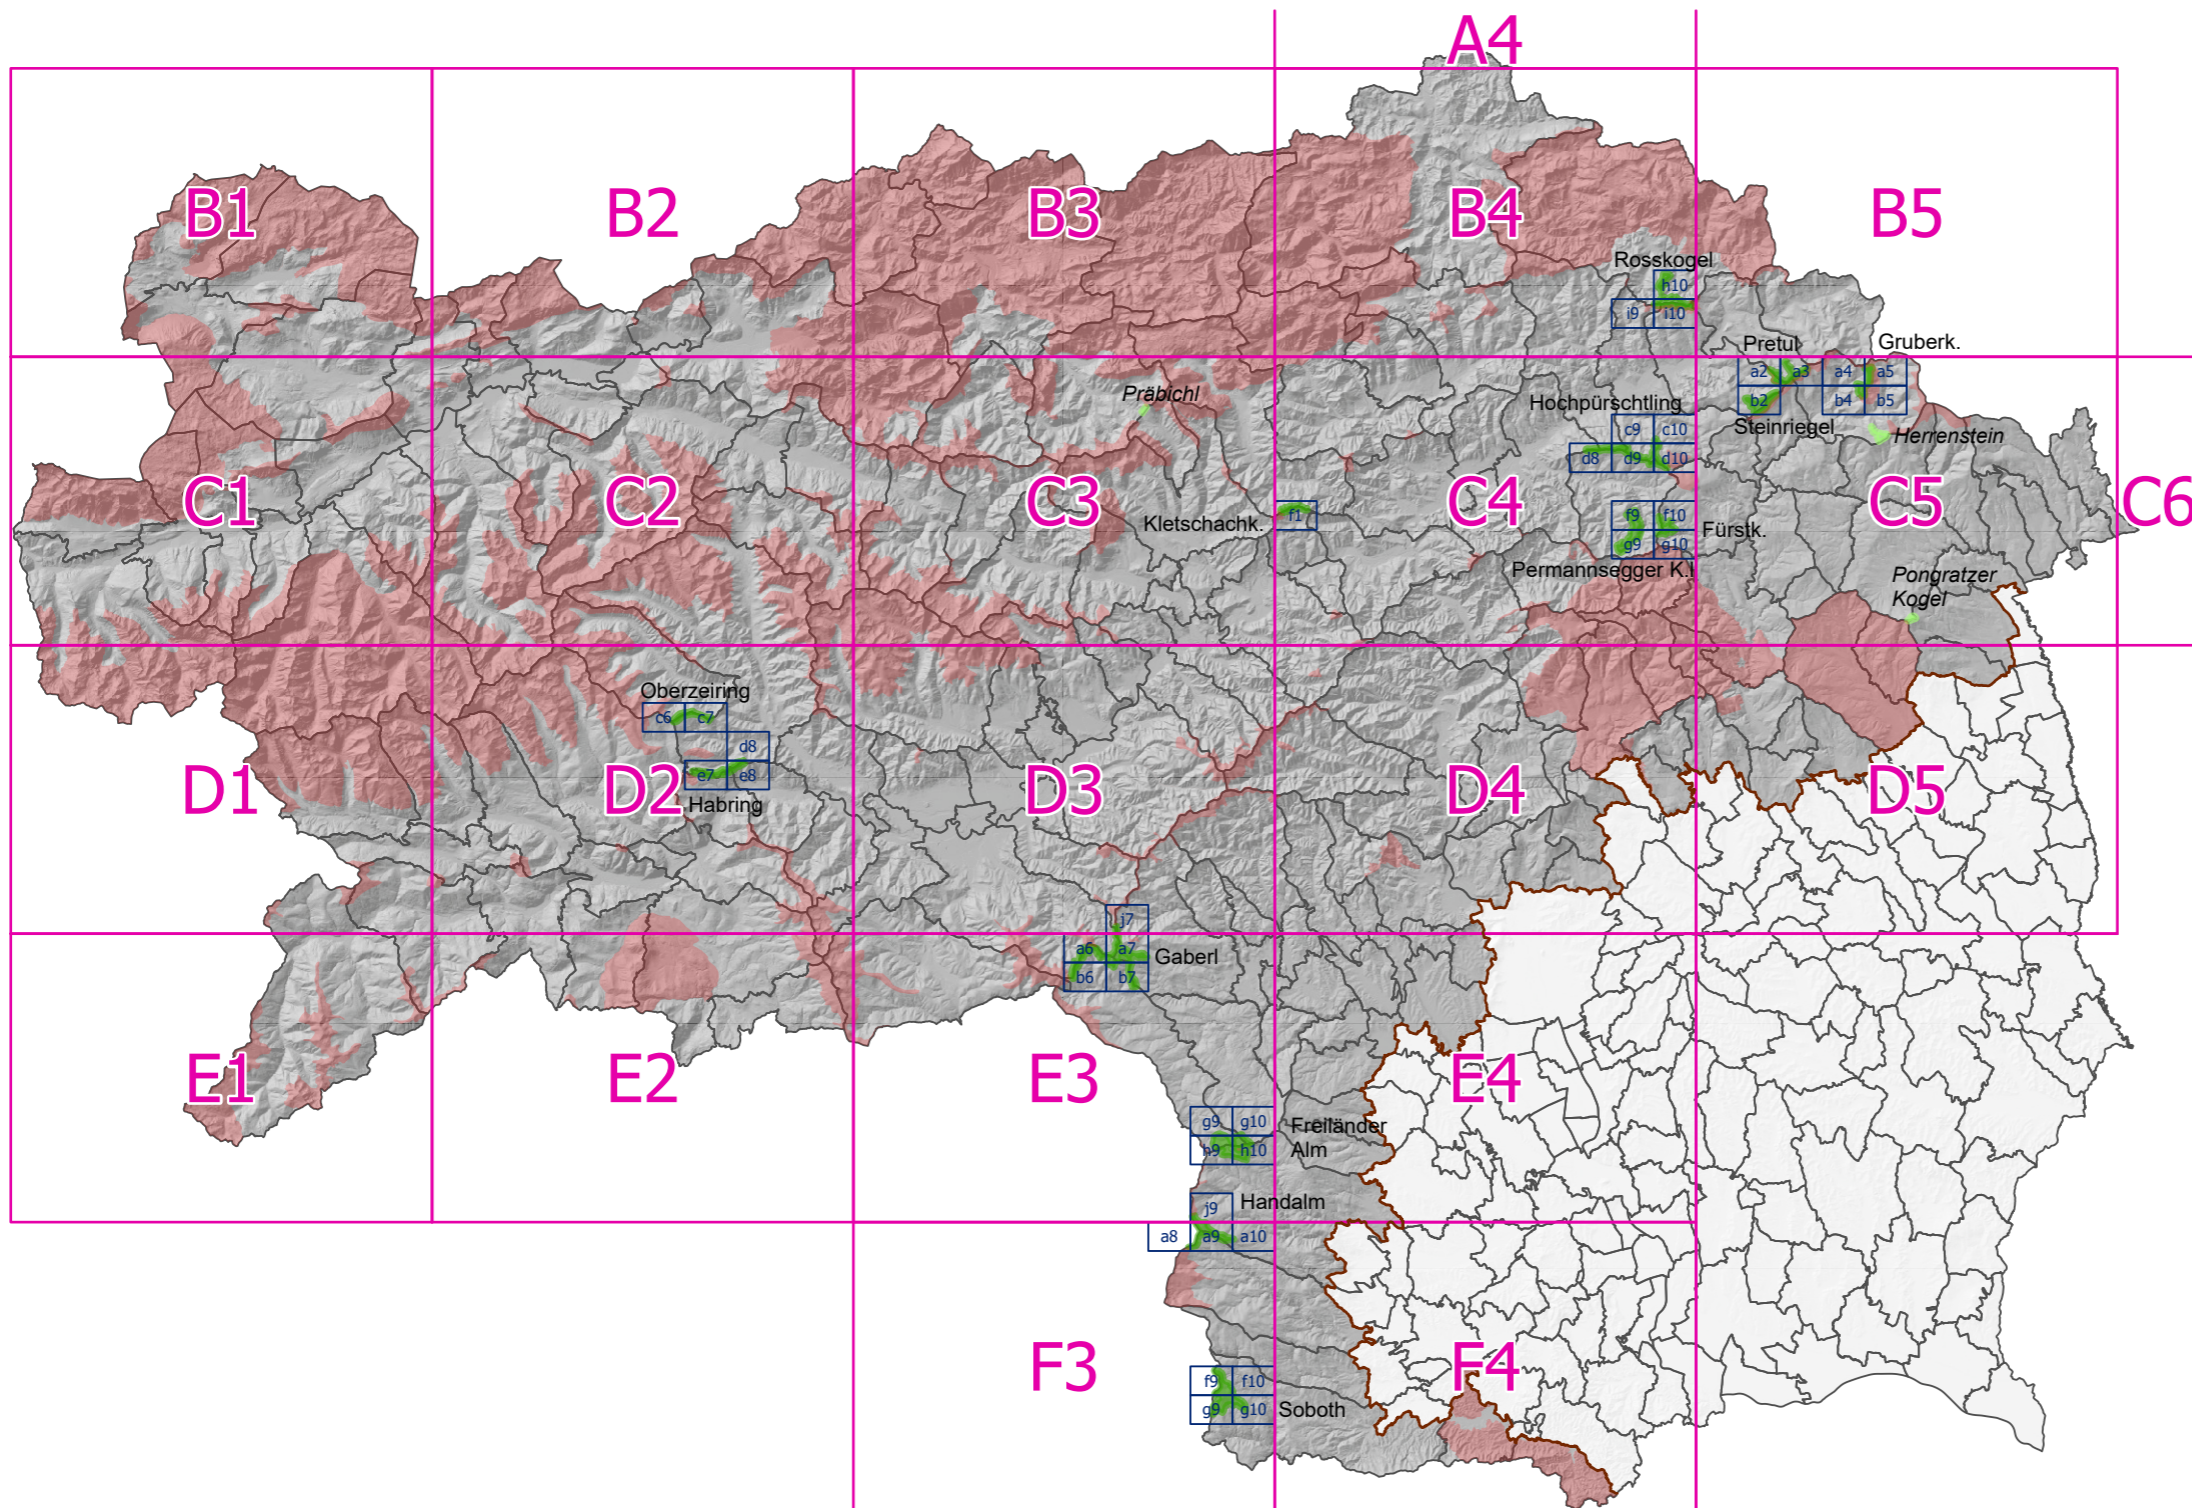 A4
B1
B2
B3
B4
B5
Rosskogel
h10
i9
i10
Pretul
Gruberk.
a2
a3
a4
a5
b2
b4
b5
Steinriegel
Herrenstein
Präbichl
Hochpürschtling
c9
c10
d8
d9
d10
C1
C2
C3
C4
C5
C6
Kletschachk.
f1
f9
f10
g9
g10
Fürstk.
Permannsegger K.
Pongratzer
Kogel
Oberzeiring
c6
c7
d8
e7
e8
Habring
D1
D2
D3
D4
D5
j7
a6
a7
b6
b7
Gaberl
E1
E2
E3
E4
g9
g10
h9
h10
Freiländer
Alm
j9
Handalm
a8
a9
a10
F3
F4
f9
f10
g9
g10
Soboth